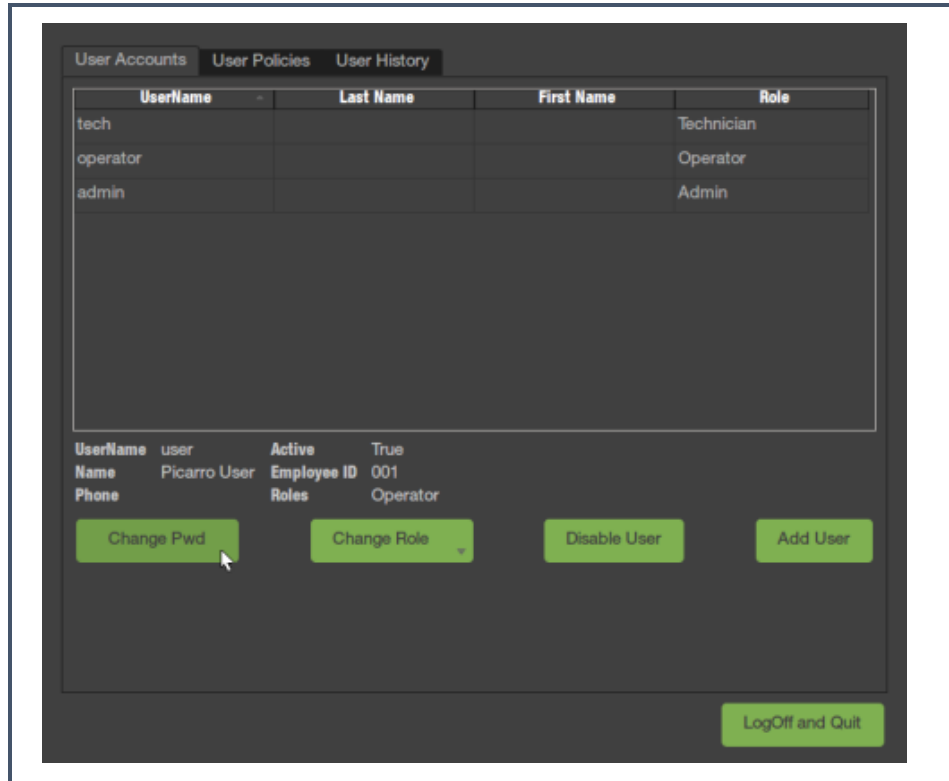 User Accounts User Policies User History
UserName Last Name First Name Role
tech Technician
operator Operator
admin Admin
UserName user Active True
Name Picarro User Employee ID 001
Phone Roles Operator
Change Pwd Change Role Disable User Add User
LogOff and Quit